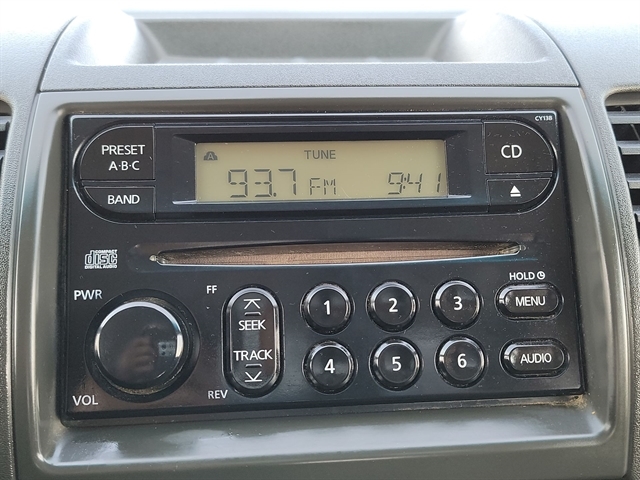 CY13B
PRESET
A·B·C
A
TUNE
93.7 FM 9:41
CD
BAND
COMPACT
disc
DIGITAL AUDIO
HOLD
PWR
FF
SEEK
TRACK
1 2 3
MENU
4 5 6
AUDIO
VOL
REV